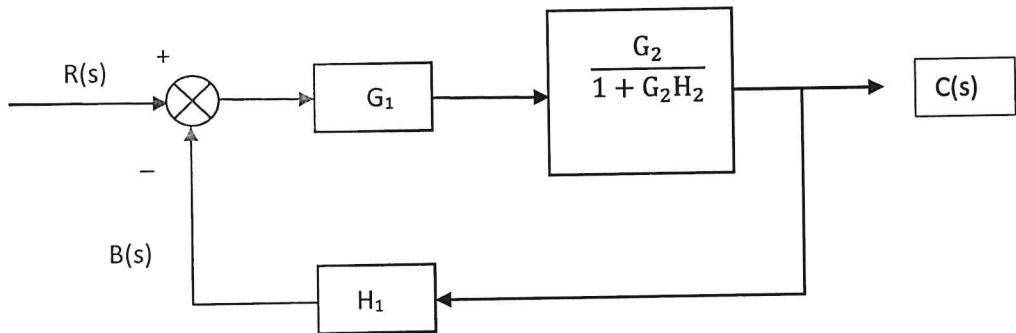 R(s)
+
G₁
G₂
1 + G₂H₂
C(s)
−
B(s)
H₁